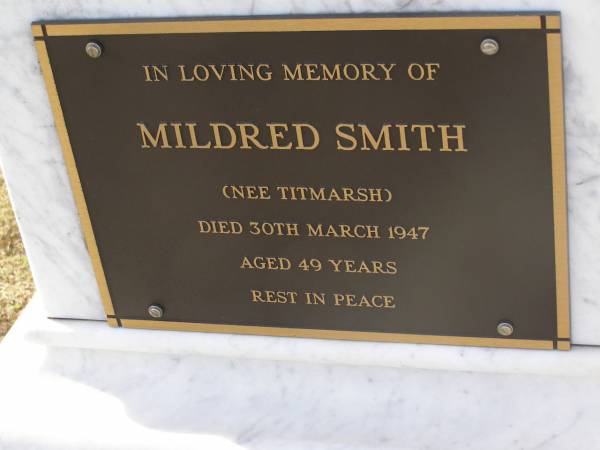 IN LOVING MEMORY OF
MILDRED SMITH
(NEE TITMARSH)
DIED 30TH MARCH 1947
AGED 49 YEARS
REST IN PEACE